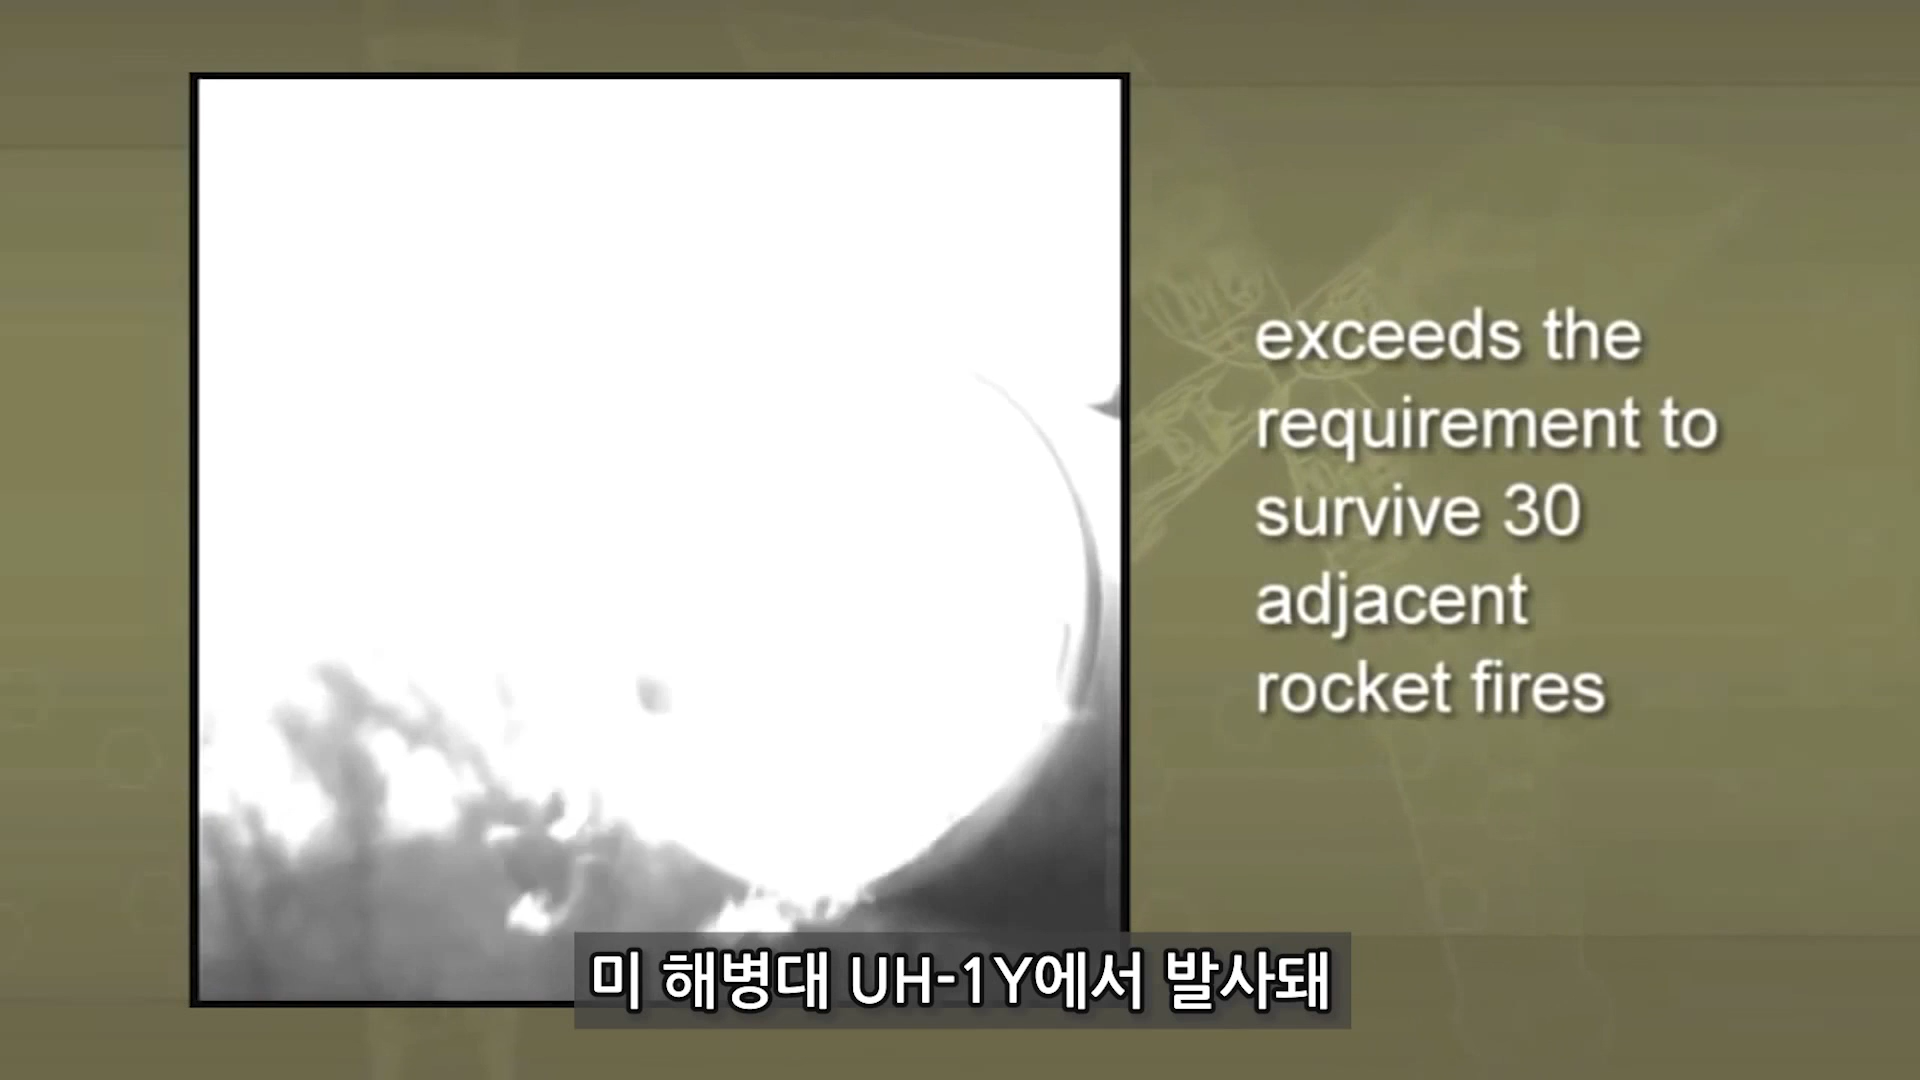 exceeds the
requirement to
survive 30
adjacent
rocket fires
미 해병대 UH-1Y에서 발사돼